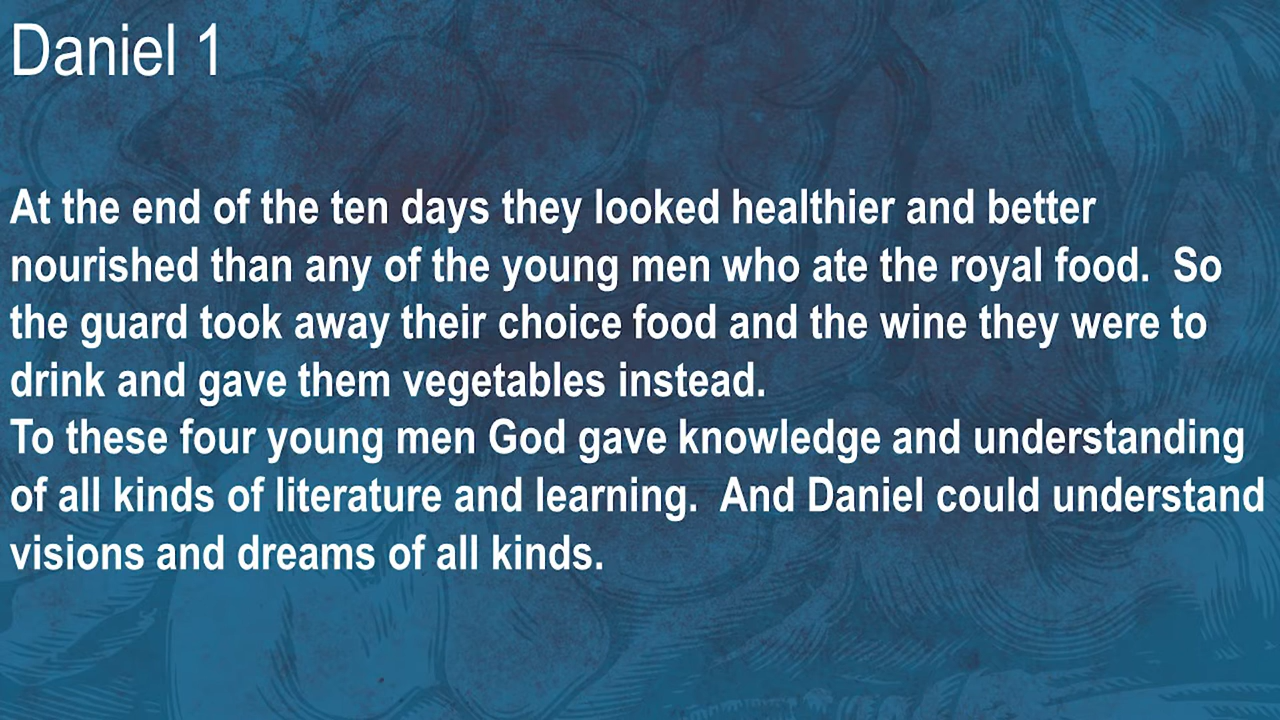 Daniel 1
At the end of the ten days they looked healthier and better
nourished than any of the young men who ate the royal food.  So
the guard took away their choice food and the wine they were to
drink and gave them vegetables instead.
To these four young men God gave knowledge and understanding
of all kinds of literature and learning.  And Daniel could understand
visions and dreams of all kinds.